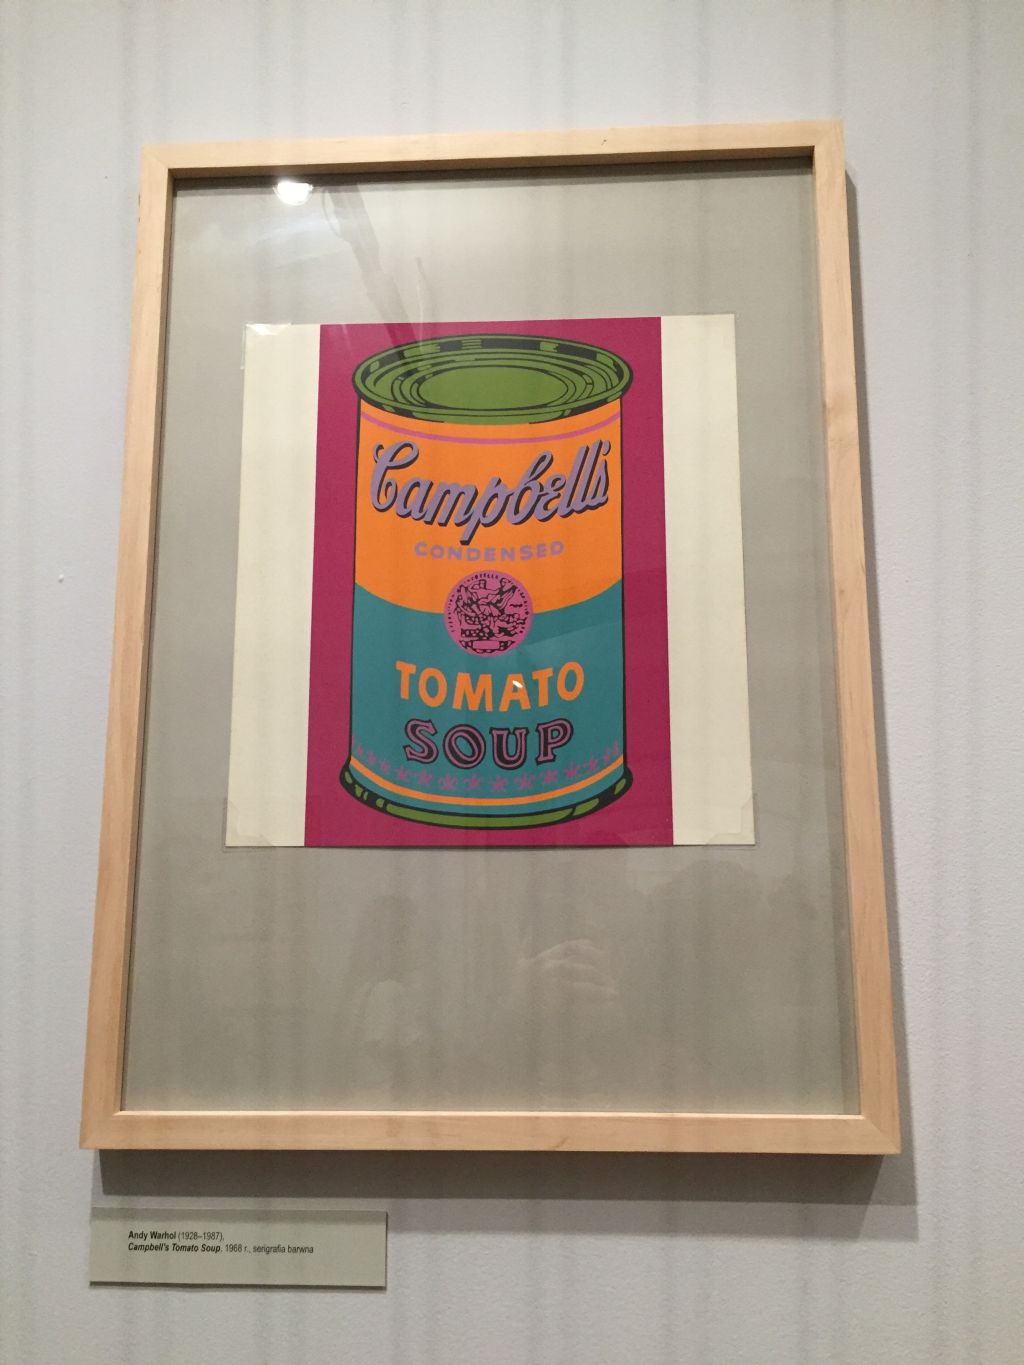 Campbell's
CONDENSED
TOMATO
SOUP
Andy Warhol (1928–1987),
Campbell's Tomato Soup, 1968 r., serigrafia barwna